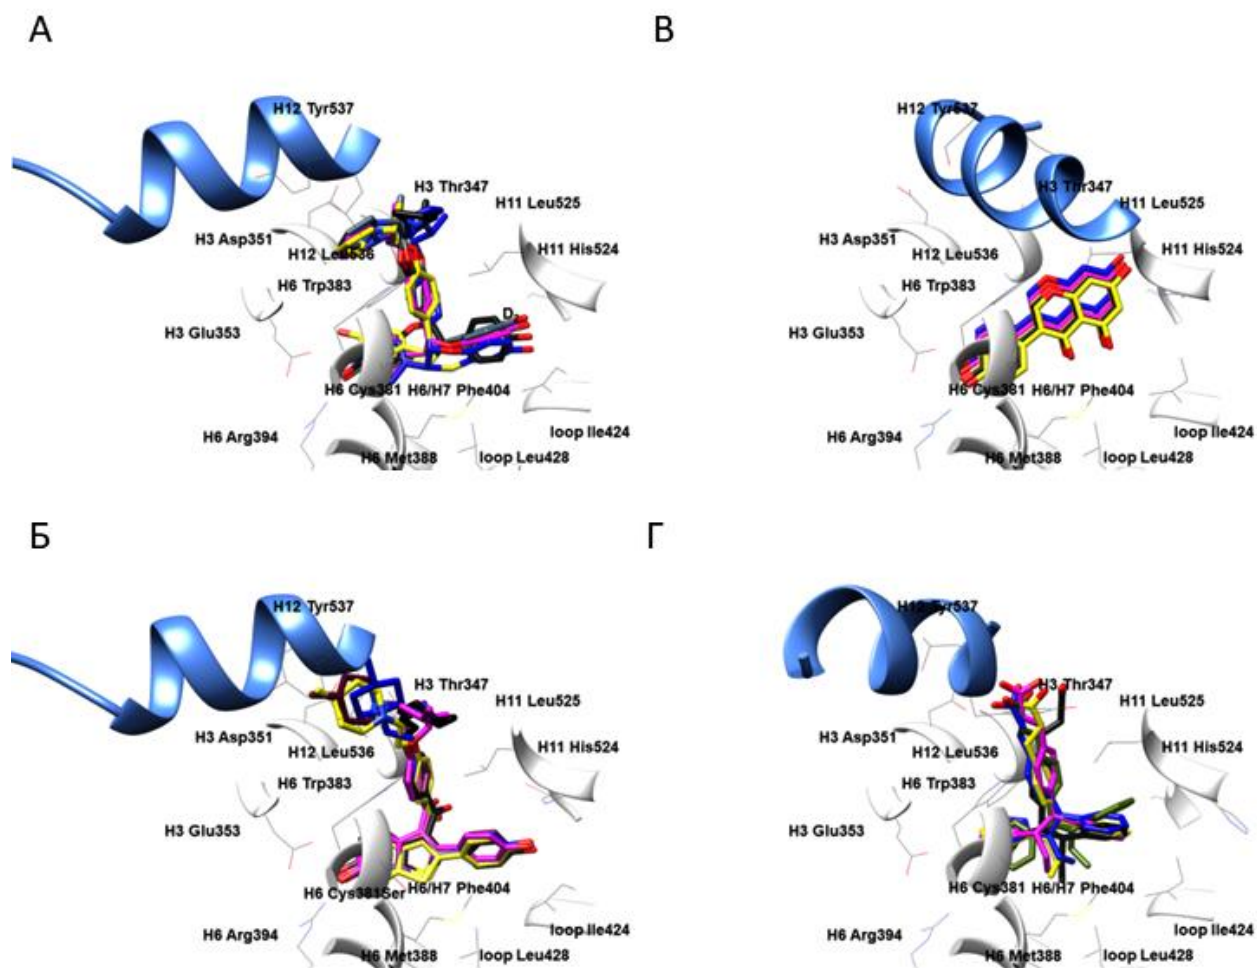 А
H12 Tyr537
H3 Thr347
H11 Leu525
H3 Asp351
H12 Leu536
H11 His524
H6 Trp383
D
H3 Glu353
H6 Cys381 H6/H7 Phe404
H6 Arg394
loop Ile424
H6 Met388 loop Leu428
В
H12 Tyr537
H3 Thr347
H11 Leu525
H3 Asp351
H12 Leu536
H11 His524
H6 Trp383
H3 Glu353
H6 Cys381 H6/H7 Phe404
H6 Arg394
loop Ile424
H6 Met388 loop Leu428
Б
H12 Tyr537
H3 Thr347
H11 Leu525
H3 Asp351
H12 Leu536
H11 His524
H6 Trp383
H3 Glu353
H6 Cys381Ser H6/H7 Phe404
H6 Arg394
loop Ile424
H6 Met388 loop Leu428
Г
H12 Tyr537
H3 Thr347
H11 Leu525
H3 Asp351
H12 Leu536
H11 His524
H6 Trp383
H3 Glu353
H6 Cys381 H6/H7 Phe404
H6 Arg394
loop Ile424
H6 Met388 loop Leu428